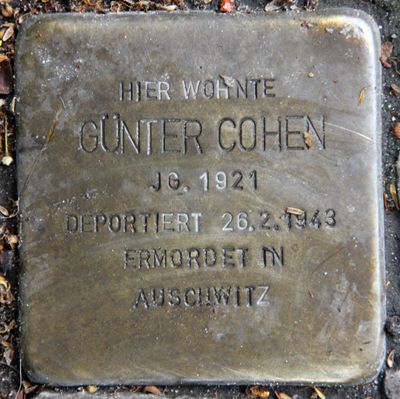 HIER WOHNTE
GÜNTER COHEN
JG. 1921
DEPORTIERT 26.2.1943
ERMORDET IN
AUSCHWITZ